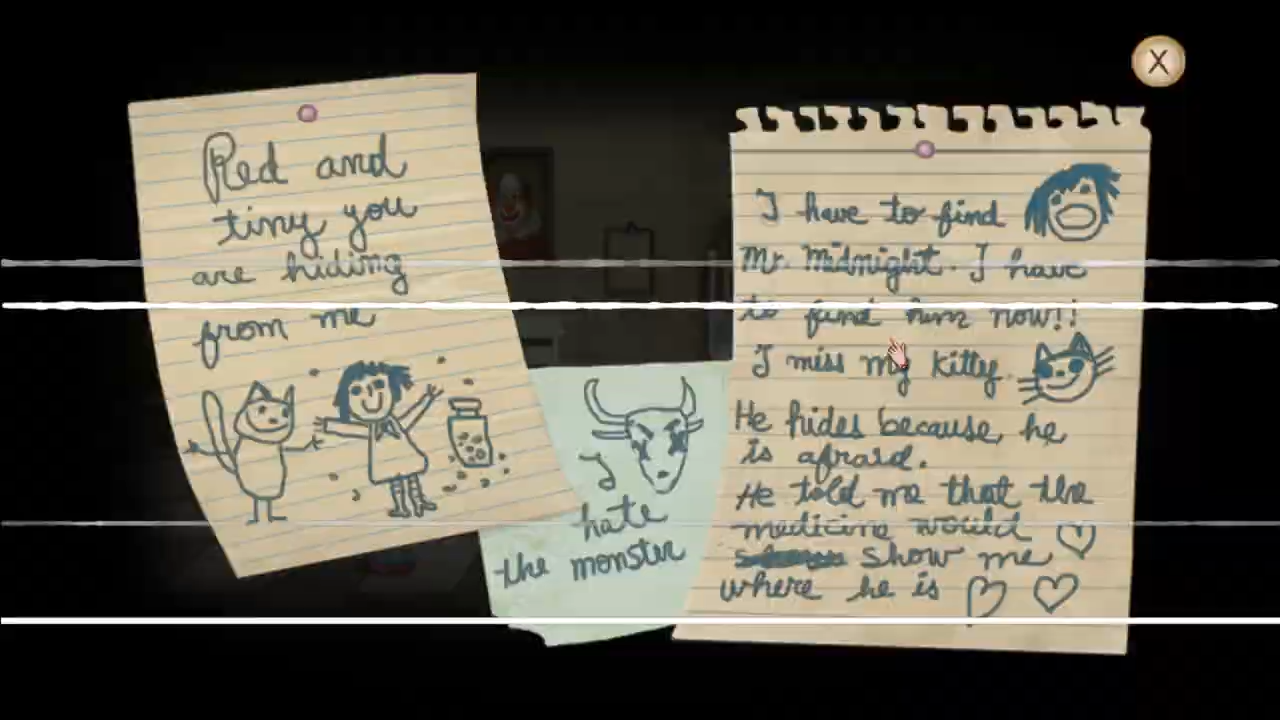 Red and
tiny you
are hiding
from me
I
hate
the monster
I have to find
Mr. Midnight. I have
to find him now!!
I miss my kitty.
He hides because he
is afraid.
He told me that the
medicine would
show me
where he is
X